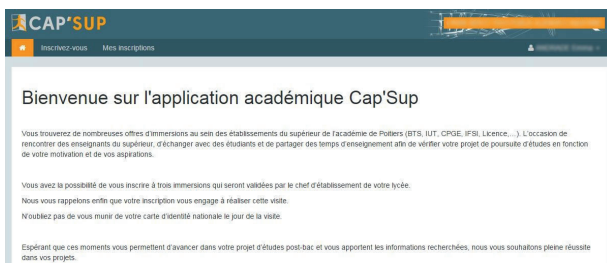 CAP'SUP
Inscrivez-vous Mes inscriptions
Bienvenue sur l'application académique Cap'Sup
Vous trouverez de nombreuses offres d'immersions au sein des établissements du supérieur de l'académie de Poitiers (BTS, IUT, CPGE, IFSI, Licence,...). L'occasion de
rencontrer des enseignants du supérieur, d'échanger avec des étudiants et de partager des temps d'enseignement afin de vérifier votre projet de poursuite d'études en fonction
de votre motivation et de vos aspirations.
Vous avez la possibilité de vous inscrire à trois immersions qui seront validées par le chef d'établissement de votre lycée.
Nous vous rappelons enfin que votre inscription vous engage à réaliser cette visite.
N'oubliez pas de vous munir de votre carte d'identité nationale le jour de la visite.
Espérant que ces moments vous permettent d'avancer dans votre projet d'études post-bac et vous apportent les informations recherchées, nous vous souhaitons pleine réussite
dans vos projets.